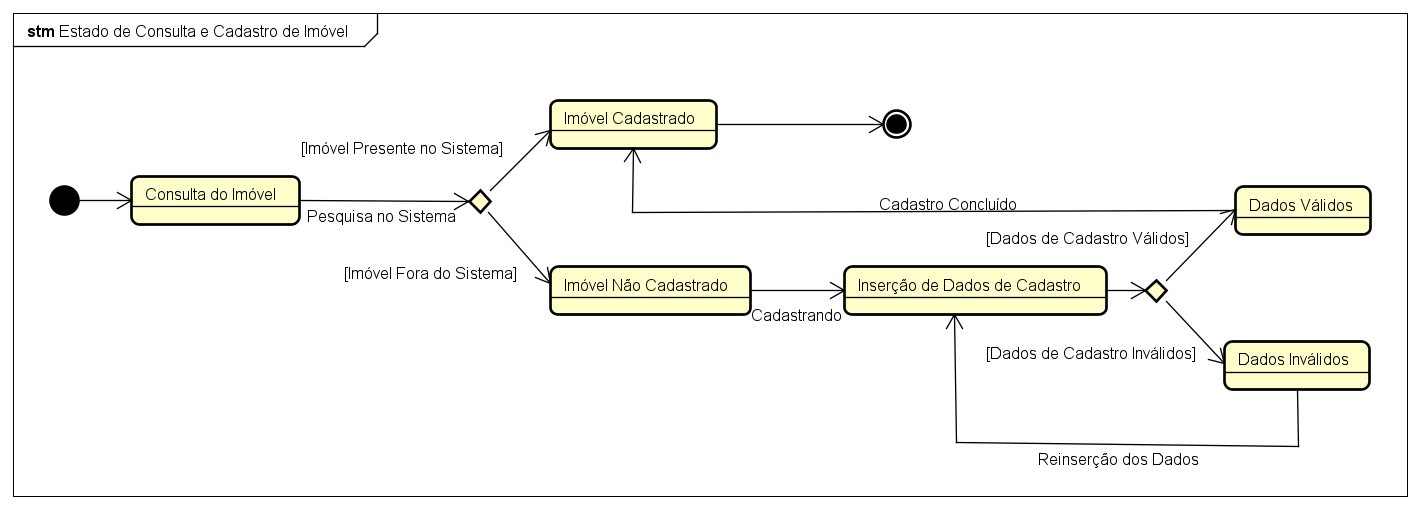 stm Estado de Consulta e Cadastro de Imóvel
Imóvel Cadastrado
[Imóvel Presente no Sistema]
Consulta do Imóvel
Pesquisa no Sistema
Cadastro Concluído
Dados Válidos
[Dados de Cadastro Válidos]
[Imóvel Fora do Sistema]
Imóvel Não Cadastrado
Cadastrando
Inserção de Dados de Cadastro
[Dados de Cadastro Inválidos]
Dados Inválidos
Reinserção dos Dados